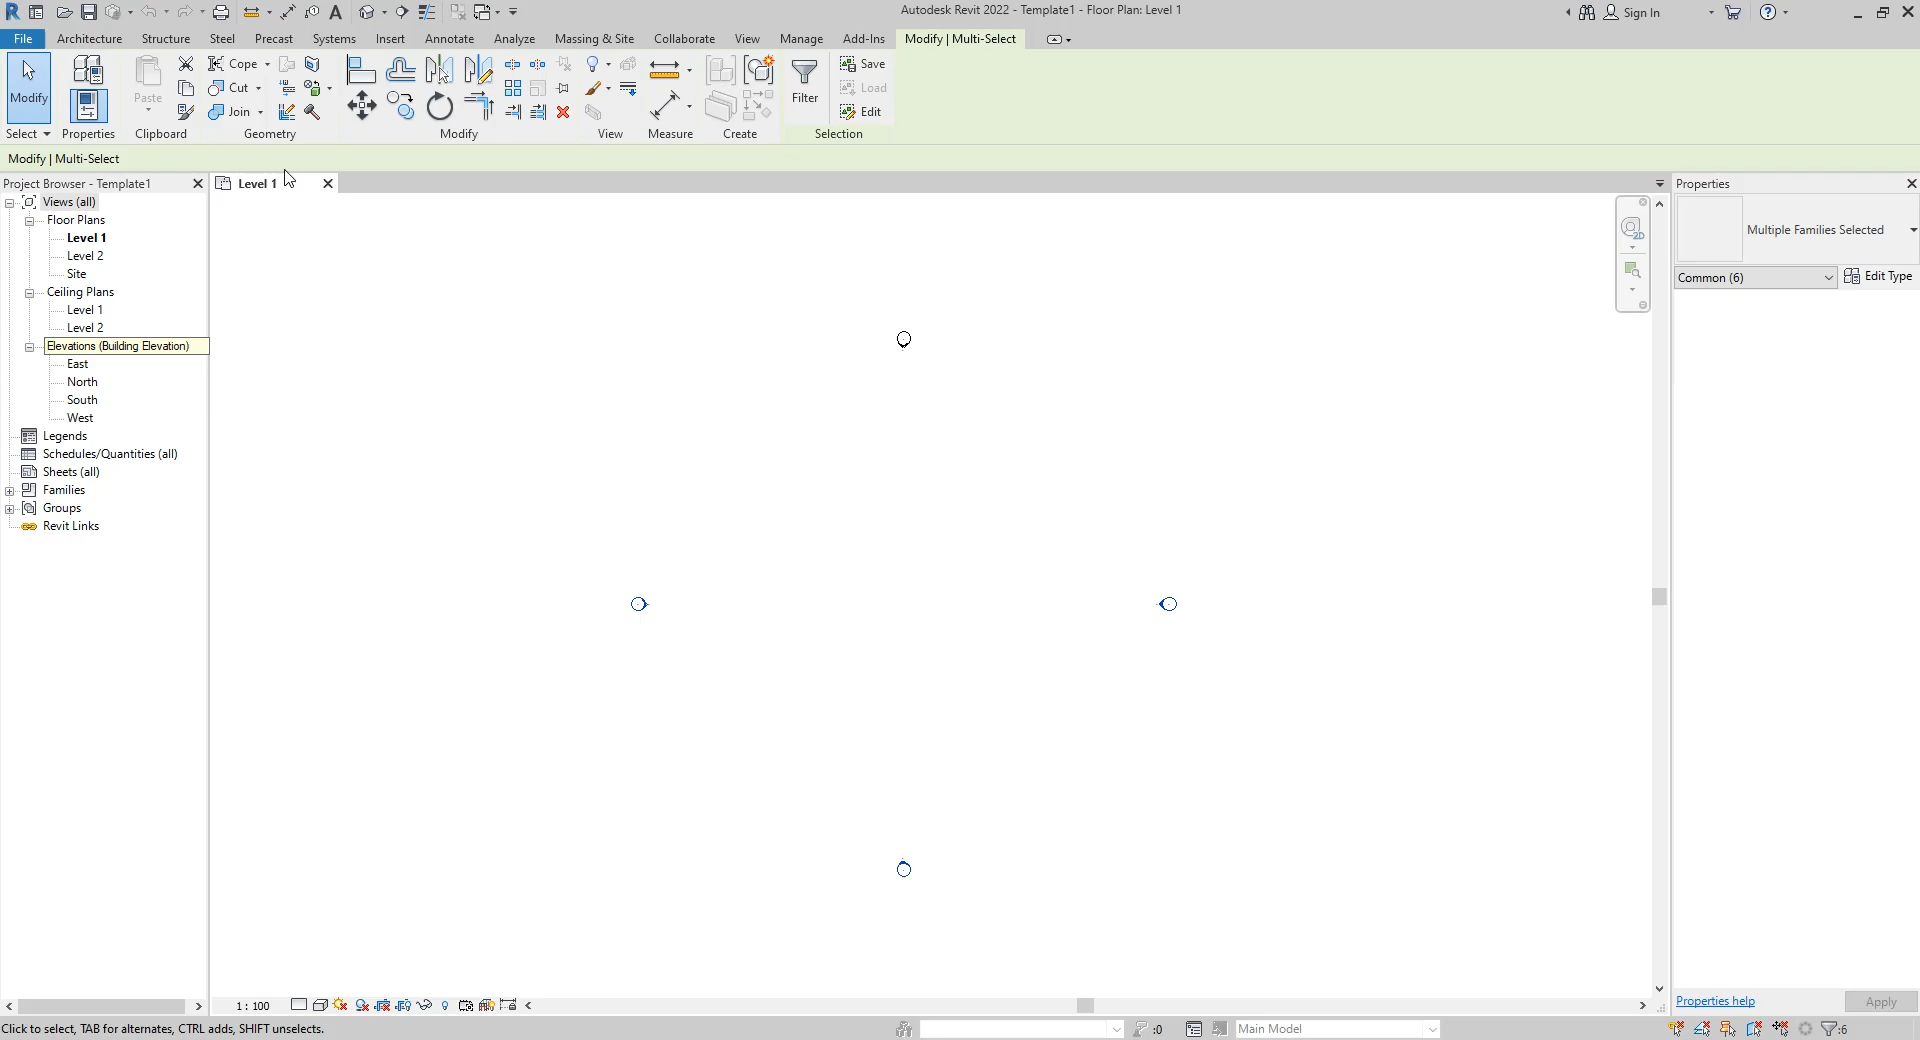 Autodesk Revit 2022 - Template1 - Floor Plan: Level 1
Sign In
File Architecture Structure Steel Precast Systems Insert Annotate Analyze Massing & Site Collaborate View Manage Add-Ins Modify | Multi-Select
Modify
Paste
Cope
Cut
Join
Filter
Save
Load
Edit
Select Properties Clipboard Geometry Modify View Measure Create Selection
Modify | Multi-Select
Project Browser - Template1
Views (all)
Floor Plans
Level 1
Level 2
Site
Ceiling Plans
Level 1
Level 2
Elevations (Building Elevation)
East
North
South
West
Legends
Schedules/Quantities (all)
Sheets (all)
Families
Groups
Revit Links
Level 1
2D
Properties
Multiple Families Selected
Common (6)
Edit Type
Properties help
Apply
1 : 100
Click to select, TAB for alternates, CTRL adds, SHIFT unselects.
:0
Main Model
:6